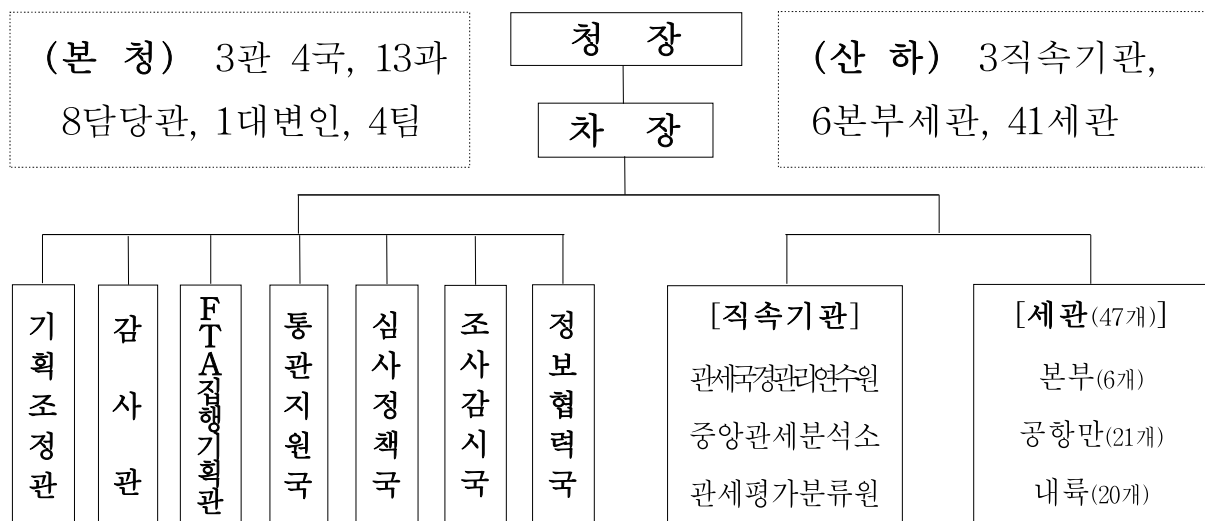 (본 청) 3관 4국, 13과
8담당관, 1대변인, 4팀
청 장
차 장
(산 하) 3직속기관,
6본부세관, 41세관
기획조정관
감사관
FTA집행기획관
통관지원국
심사정책국
조사감시국
정보협력국
[직속기관]
관세국경관리연수원
중앙관세분석소
관세평가분류원
[세관(47개)]
본부(6개)
공항만(21개)
내륙(20개)